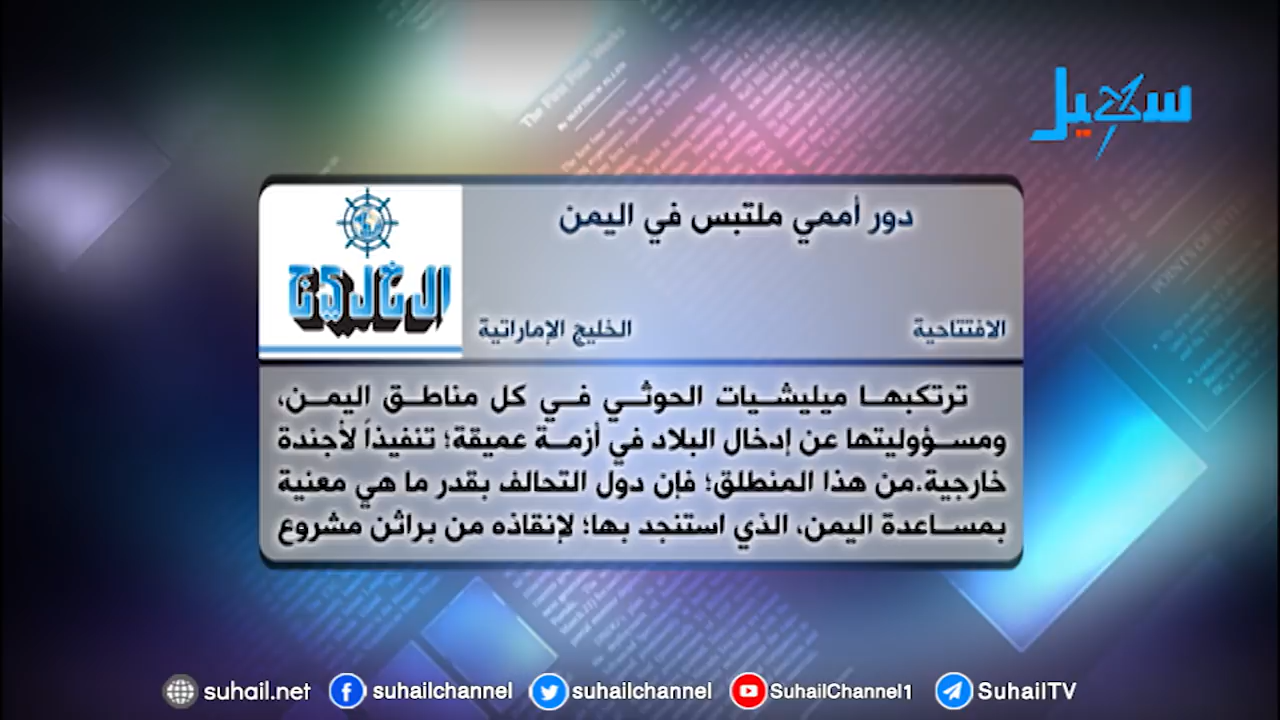 سهيل
دور أممي ملتبس في اليمن
الخليج
الافتتاحية
الخليج الإماراتية
ترتكبها ميليشيات الحوثي في كل مناطق اليمن،
ومسؤوليتها عن إدخال البلاد في أزمة عميقة؛ تنفيذاً لأجندة
خارجية.من هذا المنطلق؛ فإن دول التحالف بقدر ما هي معنية
بمساعدة اليمن، الذي استنجد بها؛ لإنقاذه من براثن مشروع
suhail.net suhailchannel suhailchannel SuhailChannel1 SuhailTV